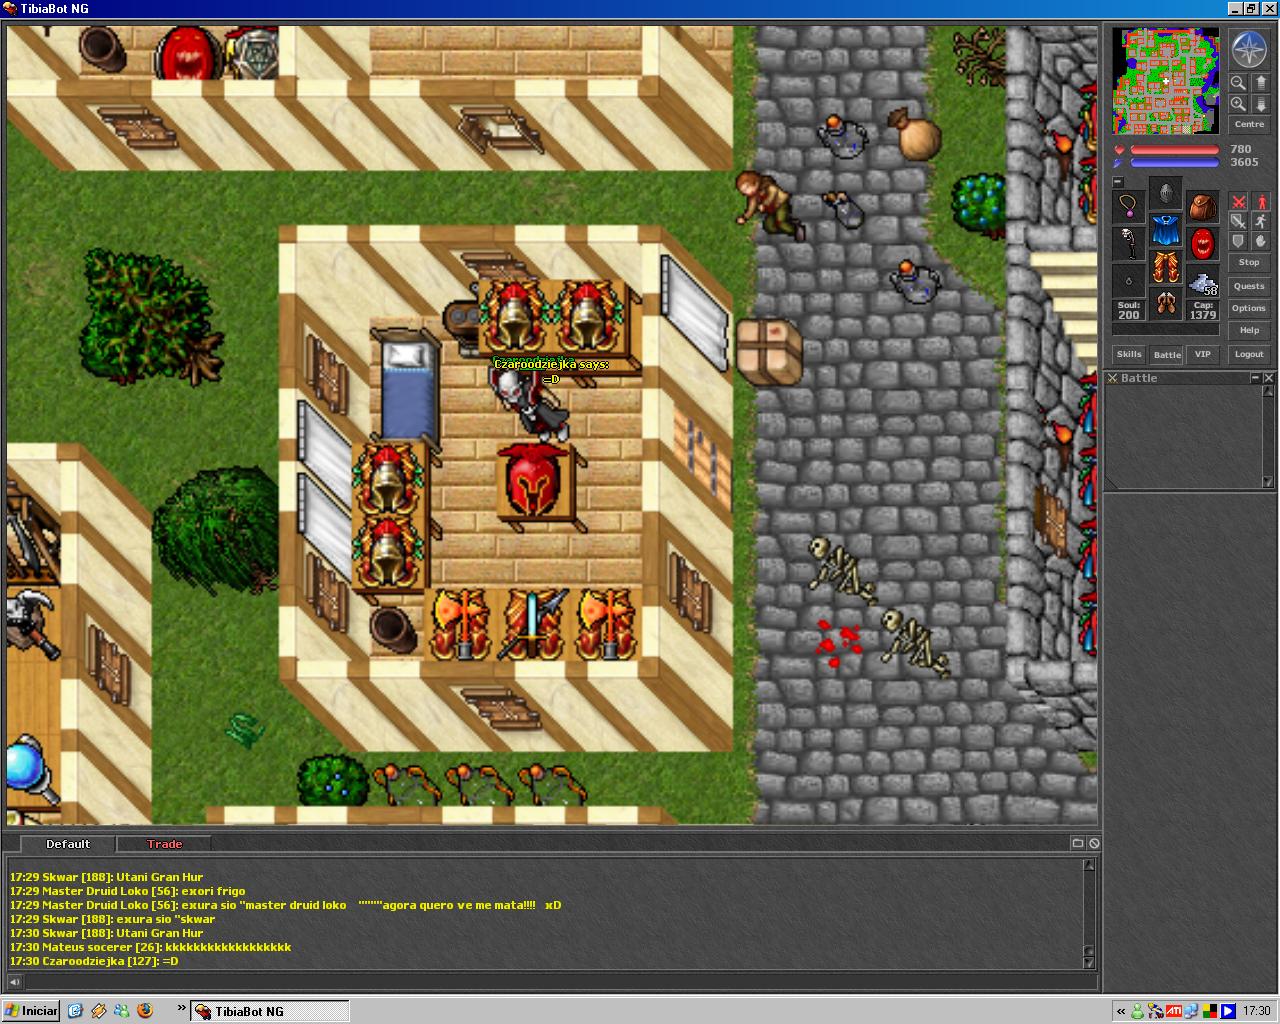 TibiaBot NG
Centre
780
3605
58
Soul:
200
Cap:
1379
Stop
Quests
Options
Help
Skills
Battle
VIP
Logout
Battle
Czaroodziejka
Czaroodziejka says:
=D
Default
Trade
17:29 Skwar [188]: Utani Gran Hur
17:29 Master Druid Loko [56]: exori frigo
17:29 Master Druid Loko [56]: exura sio "master druid loko    """"agora quero ve me mata!!!!   xD
17:29 Skwar [188]: exura sio "skwar
17:30 Skwar [188]: Utani Gran Hur
17:30 Mateus socerer [26]: kkkkkkkkkkkkkkkkkk
17:30 Czaroodziejka [127]: =D
Iniciar
»
TibiaBot NG
«
ATI
17:30